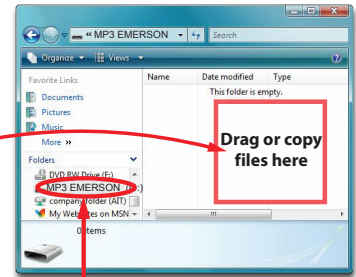 « MP3 EMERSON
Search
Organize
Views
Favorite Links
Documents
Pictures
Music
More »
Folders
DVD RW Drive (E:)
MP3 EMERSON
company folder (AIT)
My Web Sites on MSN
Name
Date modified
Type
This folder is empty.
Drag or copy
files here
0 items